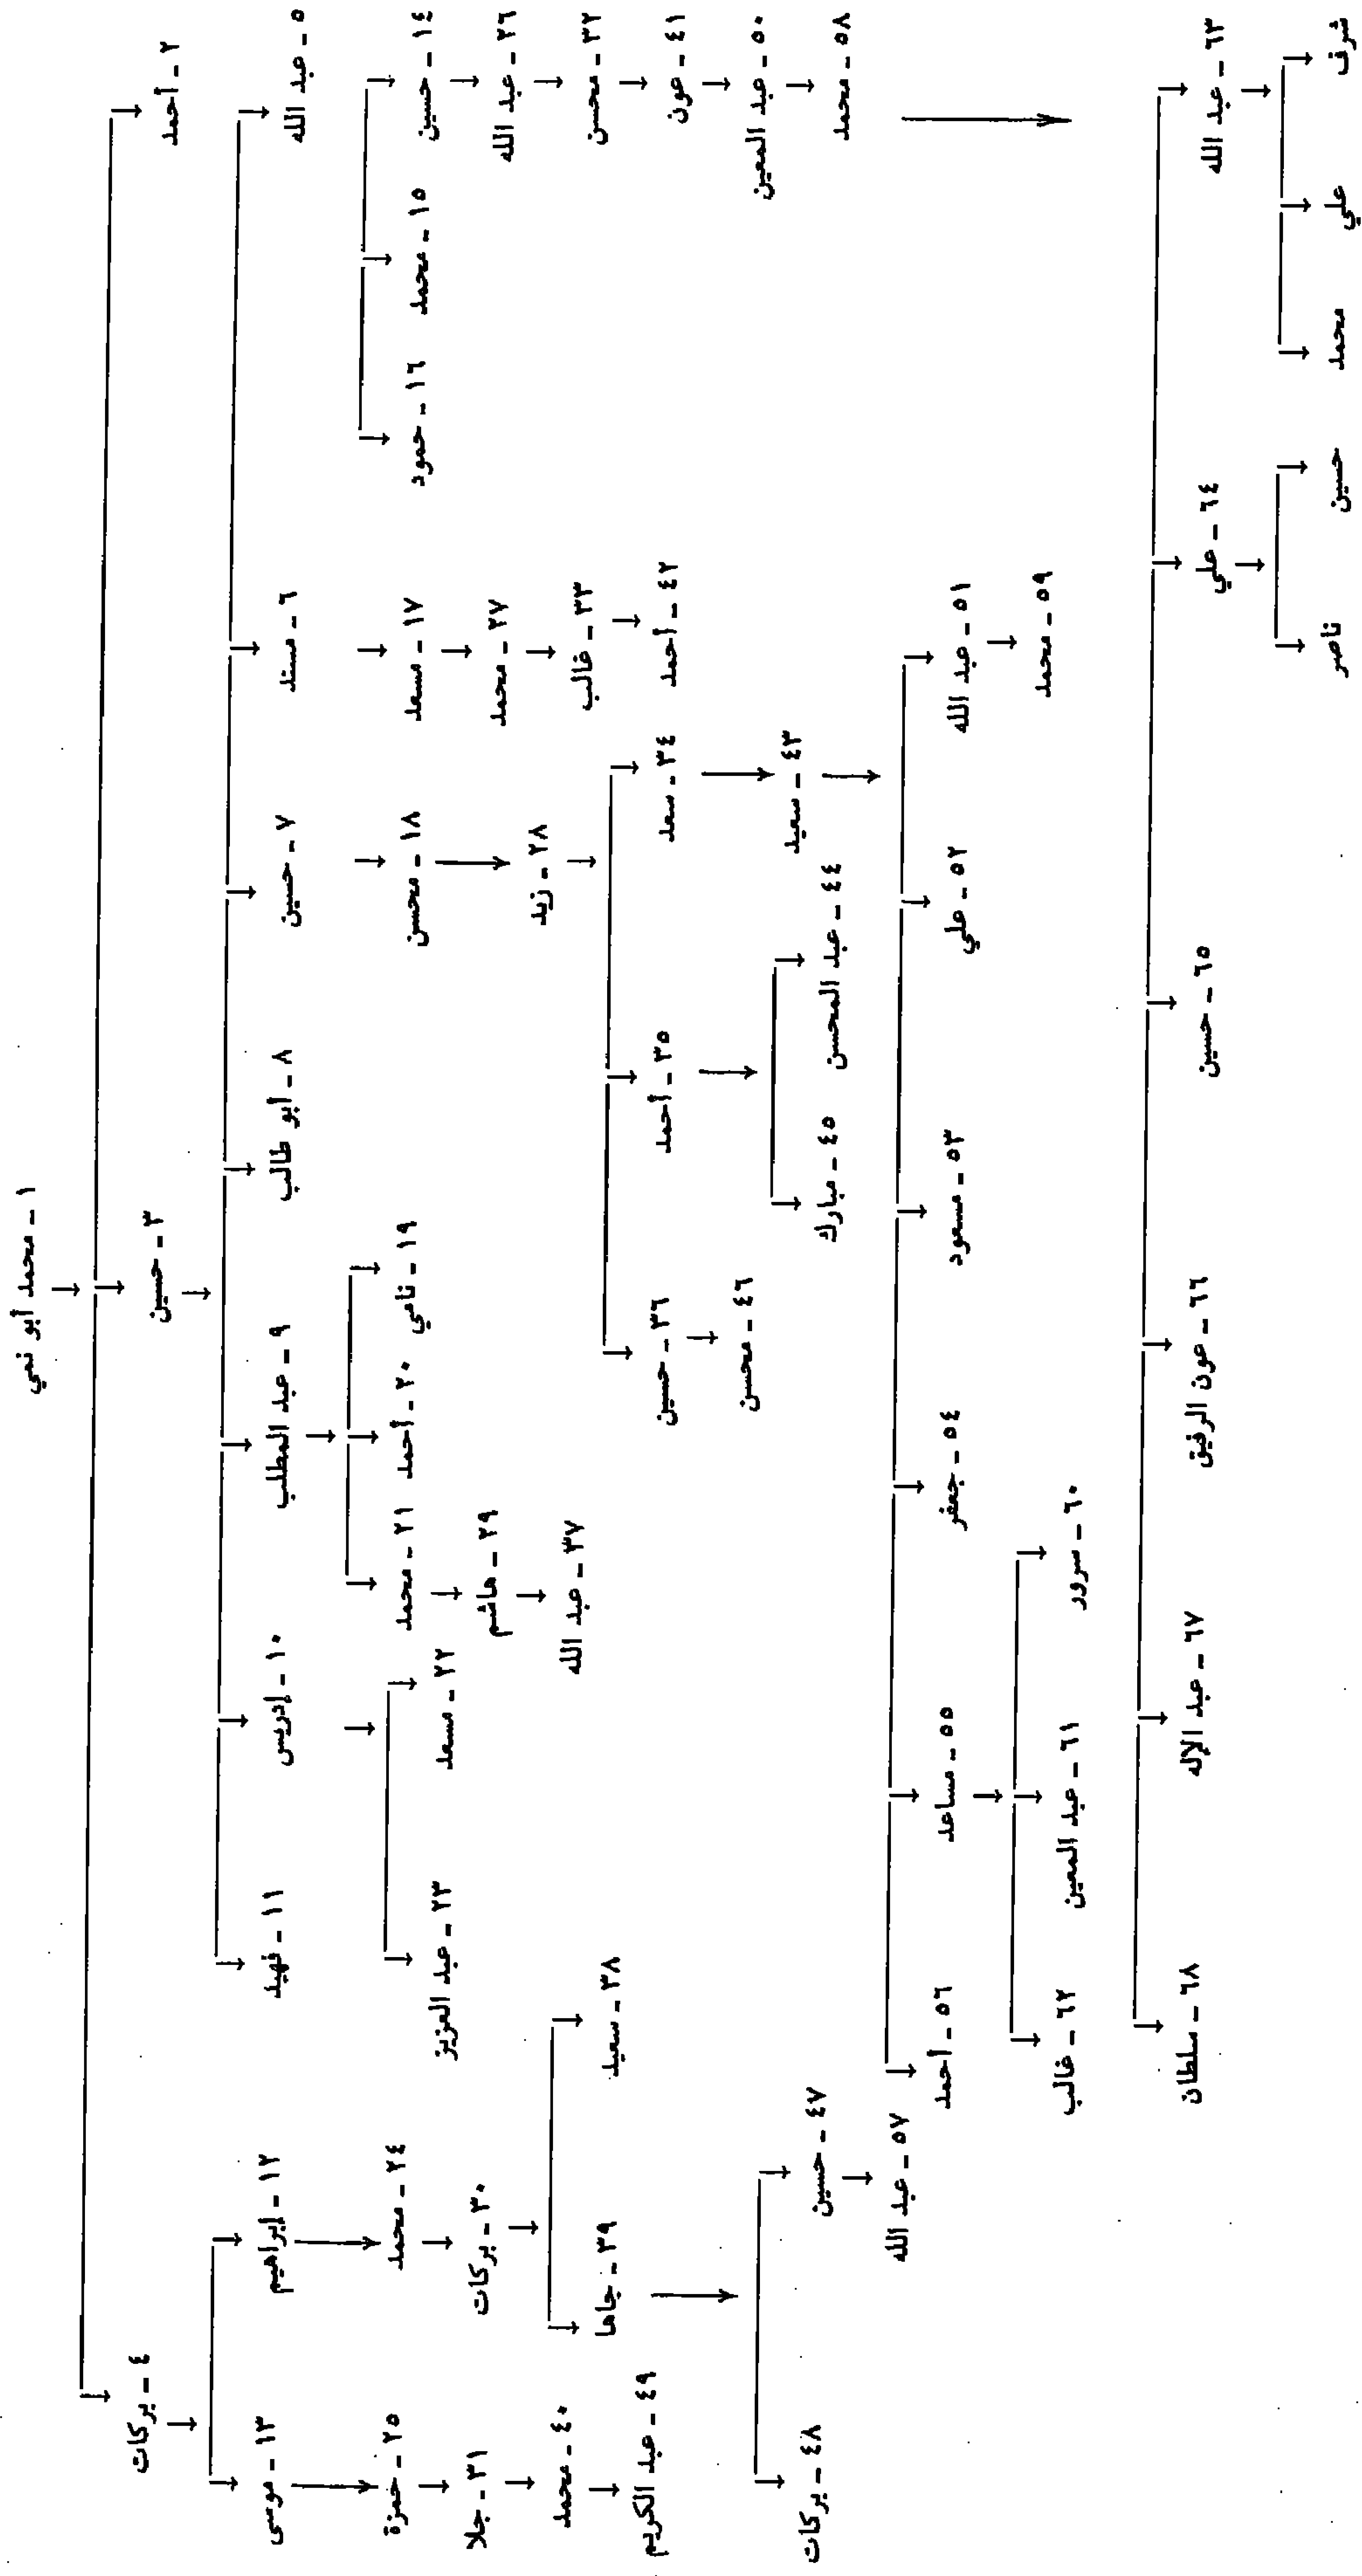 ١ - محمد أبو نمي
٢ - أحمد
٣ - حسين
٤ - بركات
٥ - عبد الله
٦ - مسند
٧ - حسين
٨ - أبو طالب
٩ - عبد المطلب
١٠ - إدريس
١١ - فهيد
١٢ - إبراهيم
١٣ - موسى
١٤ - حسين
١٥ - محمد
١٦ - حمود
١٧ - مسعد
١٨ - محسن
١٩ - نامي
٢٠ - أحمد
٢١ - محمد
٢٢ - مسعد
٢٣ - عبد العزيز
٢٤ - محمد
٢٥ - حمزة
٢٦ - عبد الله
٢٧ - محمد
٢٨ - زيد
٢٩ - هاشم
٣٠ - بركات
٣١ - جلا
٣٢ - محسن
٣٣ - غالب
٣٤ - سعد
٣٥ - أحمد
٣٦ - حسين
٣٧ - عبد الله
٣٨ - سعيد
٣٩ - جاها
٤٠ - محمد
٤١ - عون
٤٢ - أحمد
٤٣ - سعيد
٤٤ - عبد المحسن
٤٥ - مبارك
٤٦ - محسن
٤٧ - حسين
٤٨ - بركات
٤٩ - عبد الكريم
٥٠ - عبد المعين
٥١ - عبد الله
٥٢ - علي
٥٣ - مسعود
٥٤ - جعفر
٥٥ - مساعد
٥٦ - أحمد
٥٧ - عبد الله
٥٨ - محمد
٥٩ - محمد
٦٠ - سرور
٦١ - عبد المعين
٦٢ - غالب
٦٣ - عبد الله
٦٤ - علي
٦٥ - حسين
٦٦ - عون الرفيق
٦٧ - عبد الإله
٦٨ - سلطان
شرف
علي
محمد
حسين
ناصر